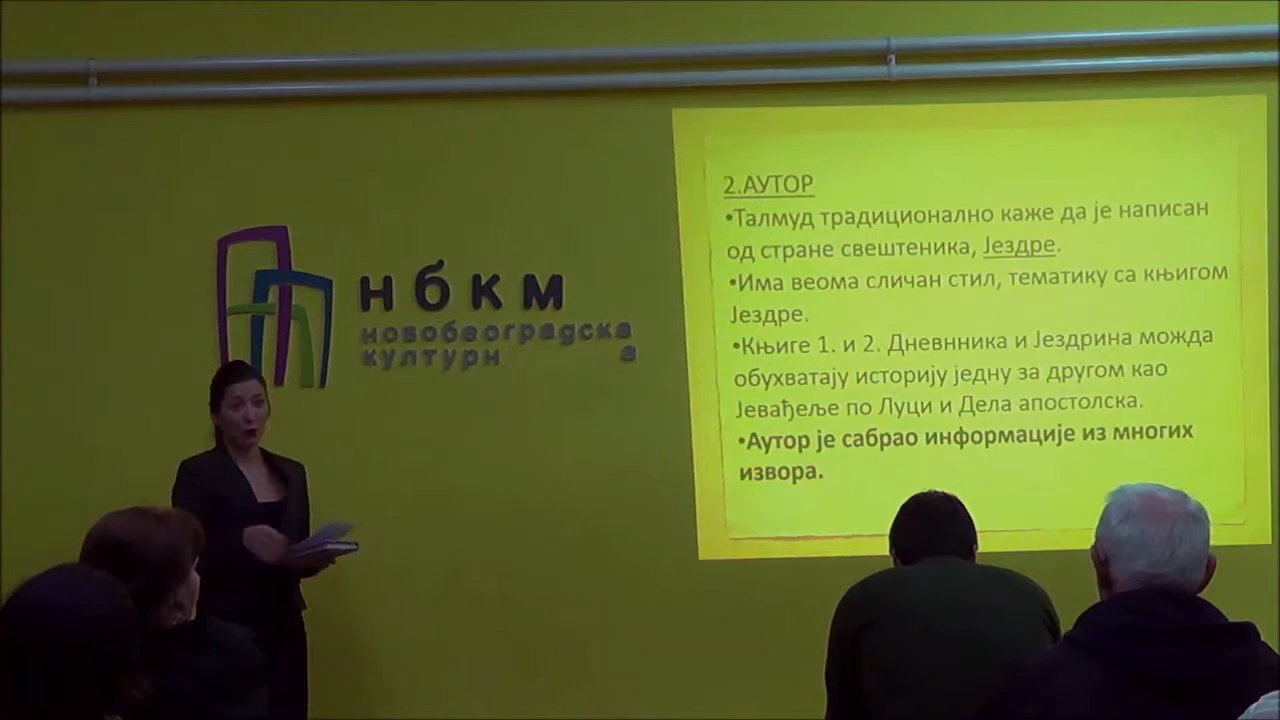 нбкм
новобеоградска
културн а
2.АУТОР
•Талмуд традиционално каже да је написан
од стране свештеника, Јездре.
•Има веома сличан стил, тематику са књигом
Јездре.
•Књиге 1. и 2. Дневнника и Јездрина можда
обухватају историју једну за другом као
Јевађеље по Луци и Дела апостолска.
•Аутор је сабрао информације из многих
извора.